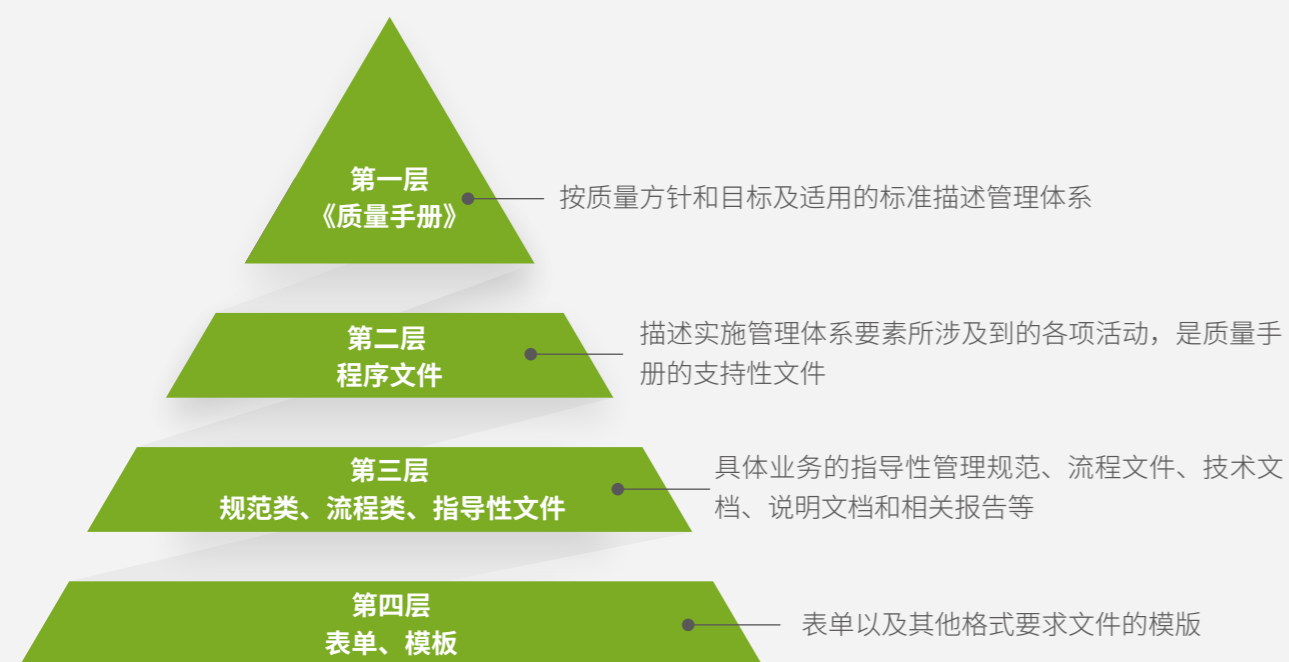 第一层
《质量手册》
按质量方针和目标及适用的标准描述管理体系
第二层
程序文件
描述实施管理体系要素所涉及到的各项活动，是质量手
册的支持性文件
第三层
规范类、流程类、指导性文件
具体业务的指导性管理规范、流程文件、技术文
档、说明文档和相关报告等
第四层
表单、模板
表单以及其他格式要求文件的模版